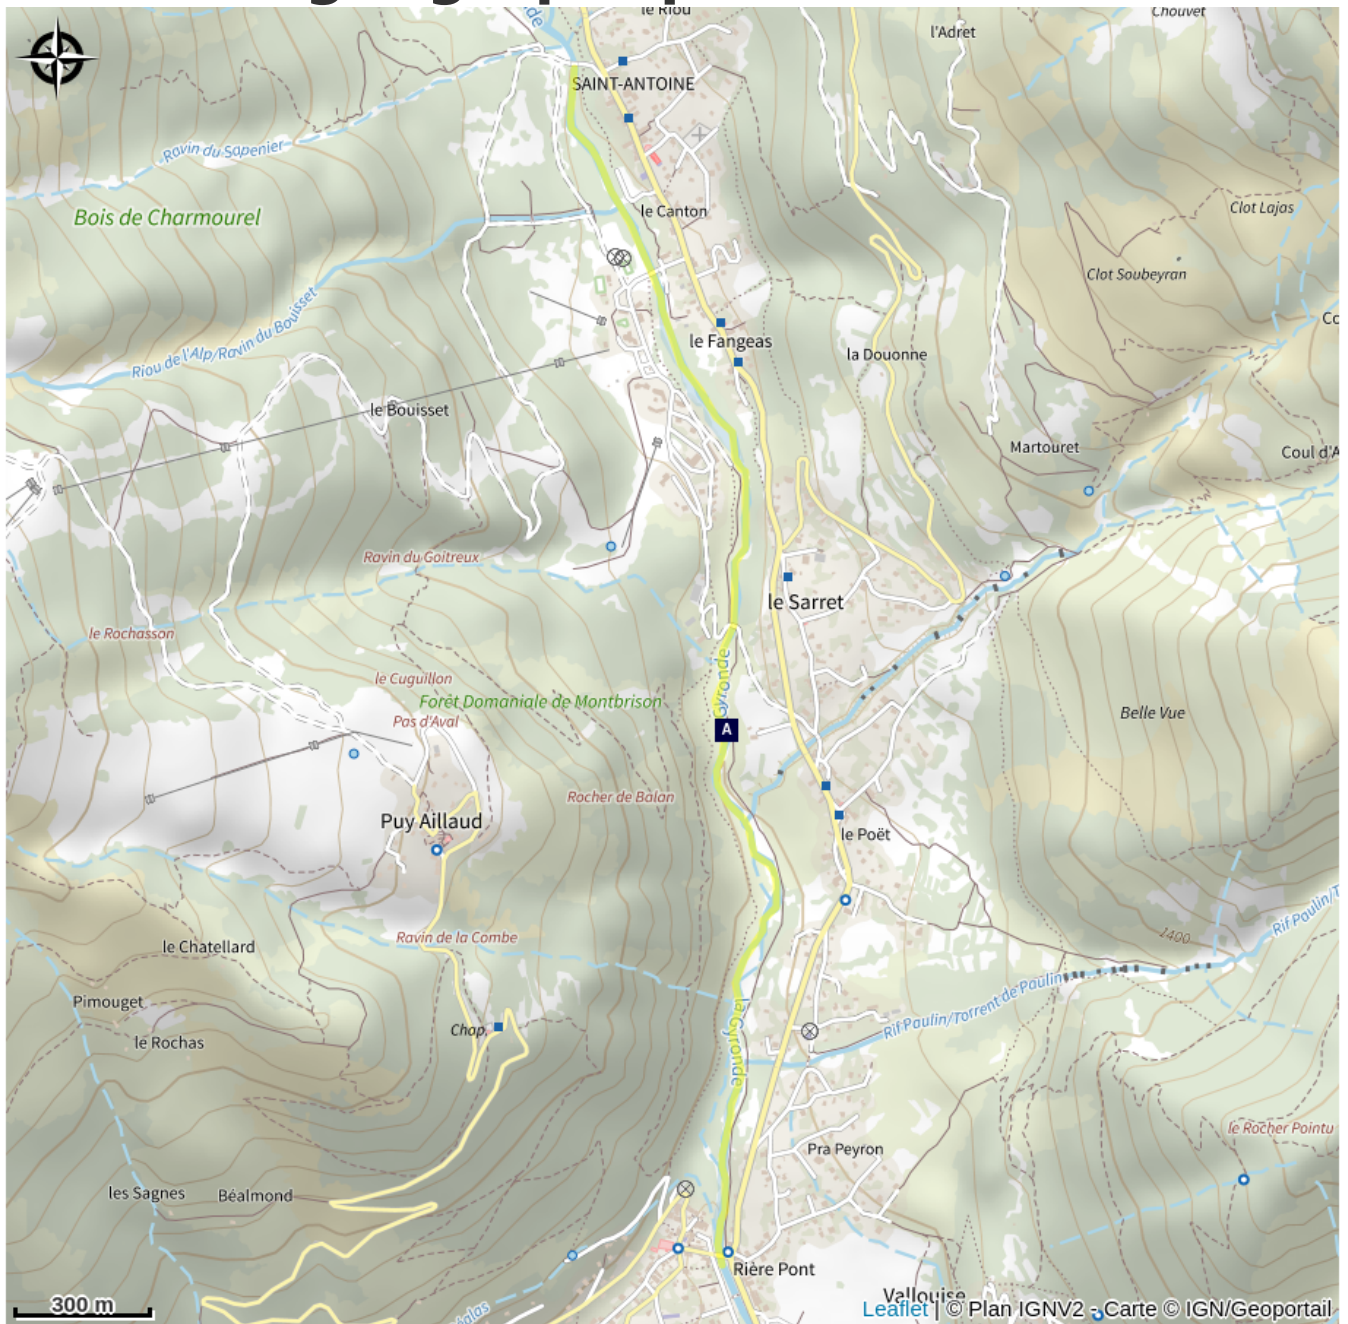 le Riou
Chouvet
l'Adret
SAINT-ANTOINE
Ravin du Sapenier
Bois de Charmourel
le Canton
Clot Lajas
Clot Soubeyran
Riou de l'Alp/Ravin du Bouisset
le Fangeas
la Douonne
le Bouisset
Martouret
Coul d'A
Ravin du Goitreux
le Sarret
le Rochasson
le Cuguillon
Forêt Domaniale de Montbrison
Pas d'Aval
Gyronde
Belle Vue
A
Rocher de Balan
Puy Aillaud
le Poët
Ravin de la Combe
le Chatellard
1400
Rif Paulin/T
Pimouget
Rif Paulin/Torrent de Paulin
le Rochas
Chap.
la Gyronde
le Rocher Pointu
Pra Peyron
les Sagnes
Béalmond
Rière Pont
Vallouise
300 m
Leaflet | © Plan IGNV2 - Carte © IGN/Geoportail